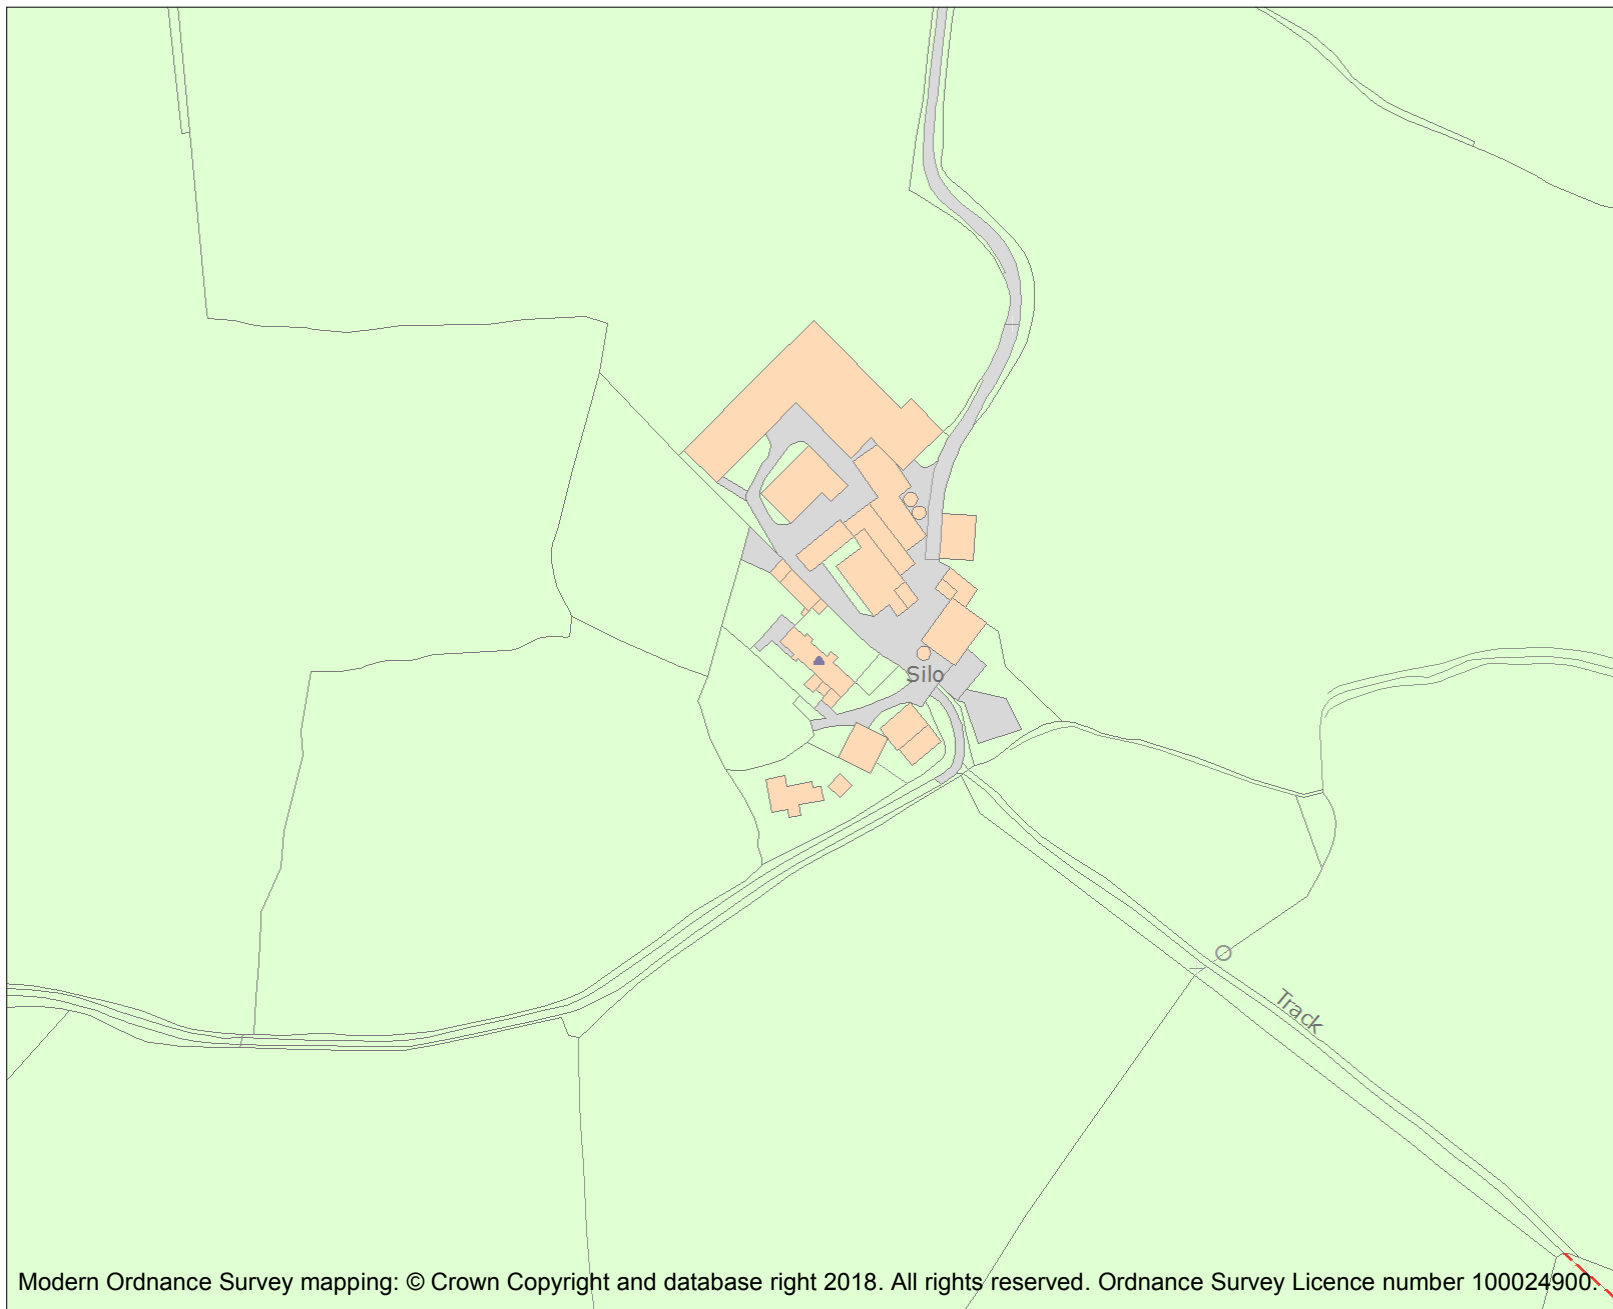 Silo
Track
Modern Ordnance Survey mapping: © Crown Copyright and database right 2018. All rights reserved. Ordnance Survey Licence number 100024900.